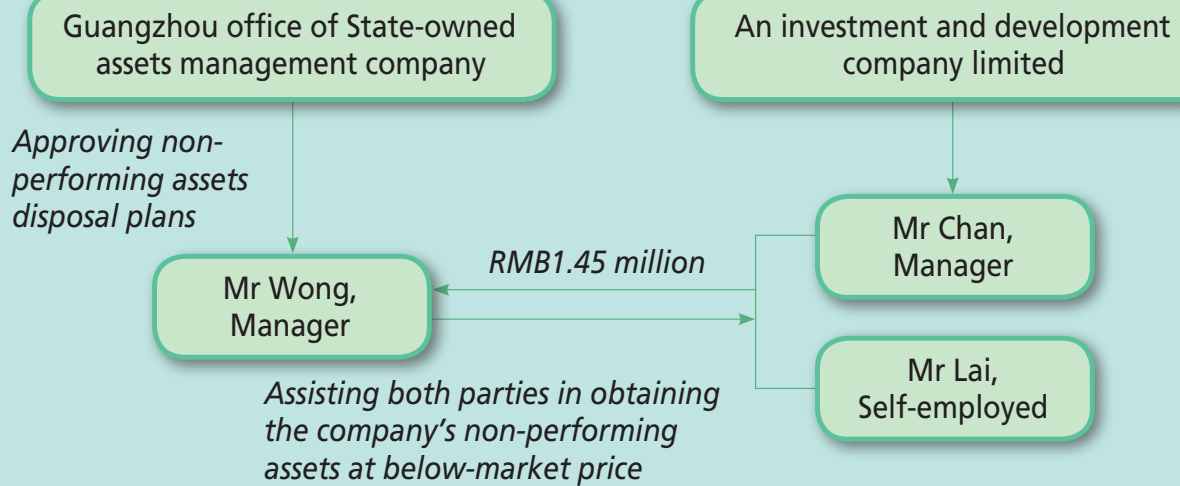 Guangzhou office of State-owned
assets management company
An investment and development
company limited
Approving non-
performing assets
disposal plans
Mr Wong,
Manager
RMB1.45 million
Mr Chan,
Manager
Assisting both parties in obtaining
the company’s non-performing
assets at below-market price
Mr Lai,
Self-employed